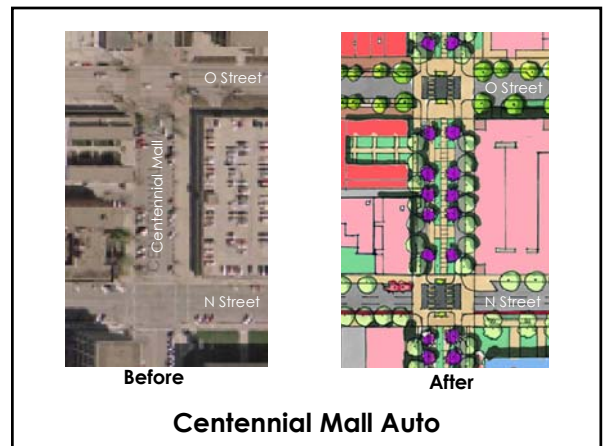 O Street
Centennial Mall
N Street
Before
O Street
N Street
After
Centennial Mall Auto